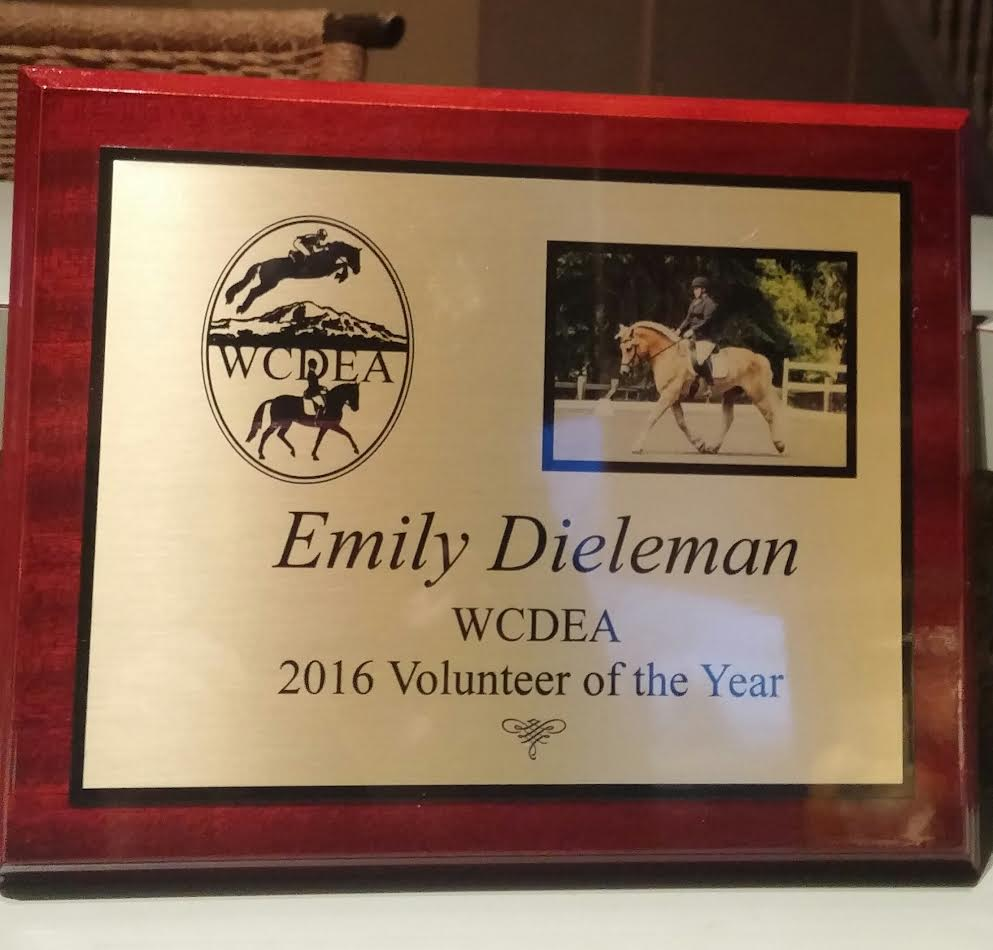 WCDEA
Emily Dieleman
WCDEA
2016 Volunteer of the Year